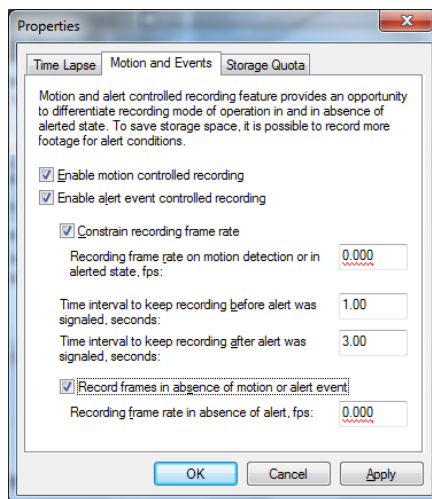 Properties
Time Lapse
Motion and Events
Storage Quota
Motion and alert controlled recording feature provides an opportunity
to differentiate recording mode of operation in and in absence of
alerted state. To save storage space, it is possible to record more
footage for alert conditions.
Enable motion controlled recording
Enable alert event controlled recording
Constrain recording frame rate
Recording frame rate on motion detection or in
alerted state, fps:
0.000
Time interval to keep recording before alert was
signaled, seconds:
1.00
Time interval to keep recording after alert was
signaled, seconds:
3.00
Record frames in absence of motion or alert event
Recording frame rate in absence of alert, fps:
0.000
OK
Cancel
Apply